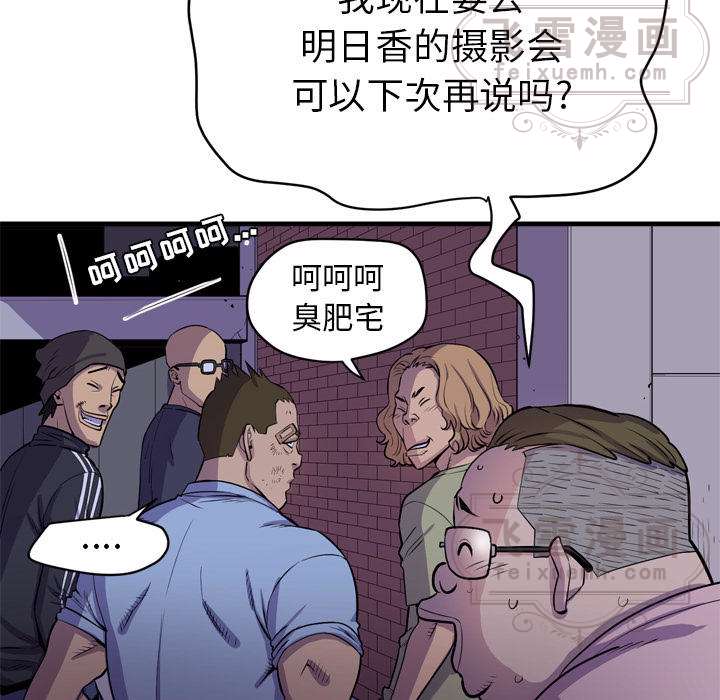 我现在要去
明日香的摄影会
可以下次再说吗?
飞雪漫画
feixuemh.com
呵呵呵呵...
呵呵呵
臭肥宅
....
飞雪漫画
feixuemh.com